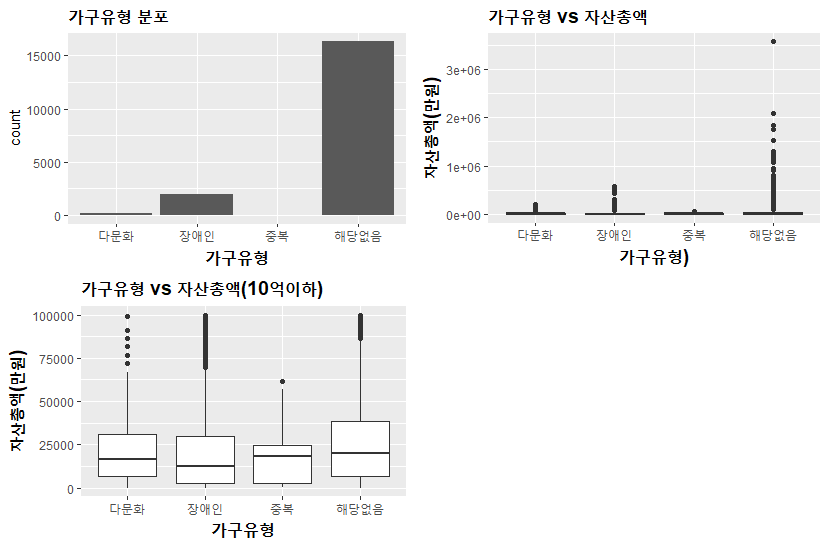 가구유형 분포
count
15000
10000
5000
0
다문화 장애인 중복 해당없음
가구유형
가구유형 vs 자산총액
자산총액(만원)
3e+06
2e+06
1e+06
0e+00
다문화 장애인 중복 해당없음
가구유형)
가구유형 vs 자산총액(10억이하)
자산총액(만원)
100000
75000
50000
25000
0
다문화 장애인 중복 해당없음
가구유형